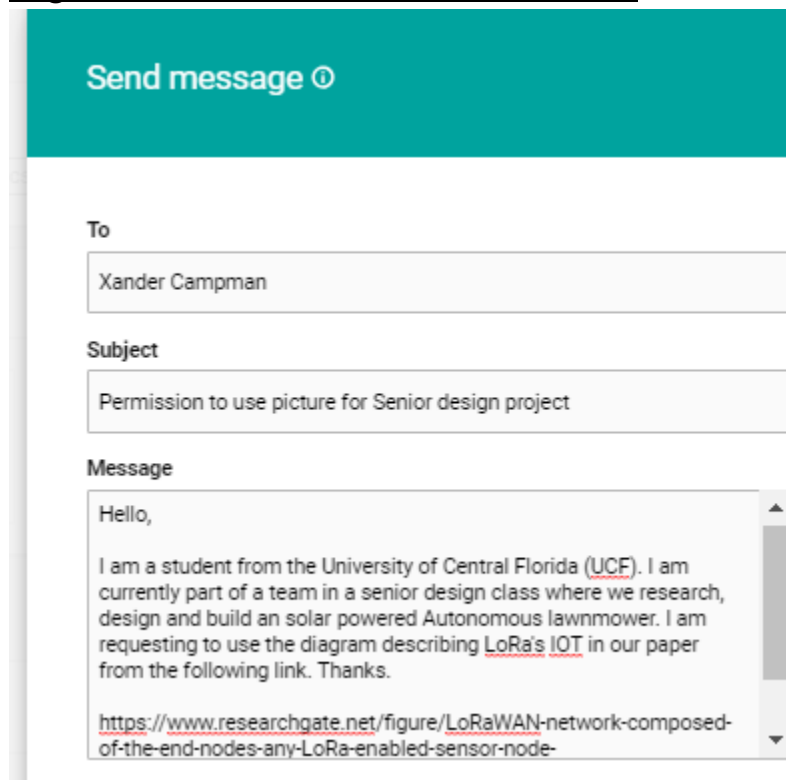 Send message
To
Xander Campman
Subject
Permission to use picture for Senior design project
Message
Hello,
I am a student from the University of Central Florida (UCF). I am
currently part of a team in a senior design class where we research,
design and build an solar powered Autonomous lawnmower. I am
requesting to use the diagram describing LoRa's IOT in our paper
from the following link. Thanks.
https://www.researchgate.net/figure/LoRaWAN-network-composed-
of-the-end-nodes-any-LoRa-enabled-sensor-node-